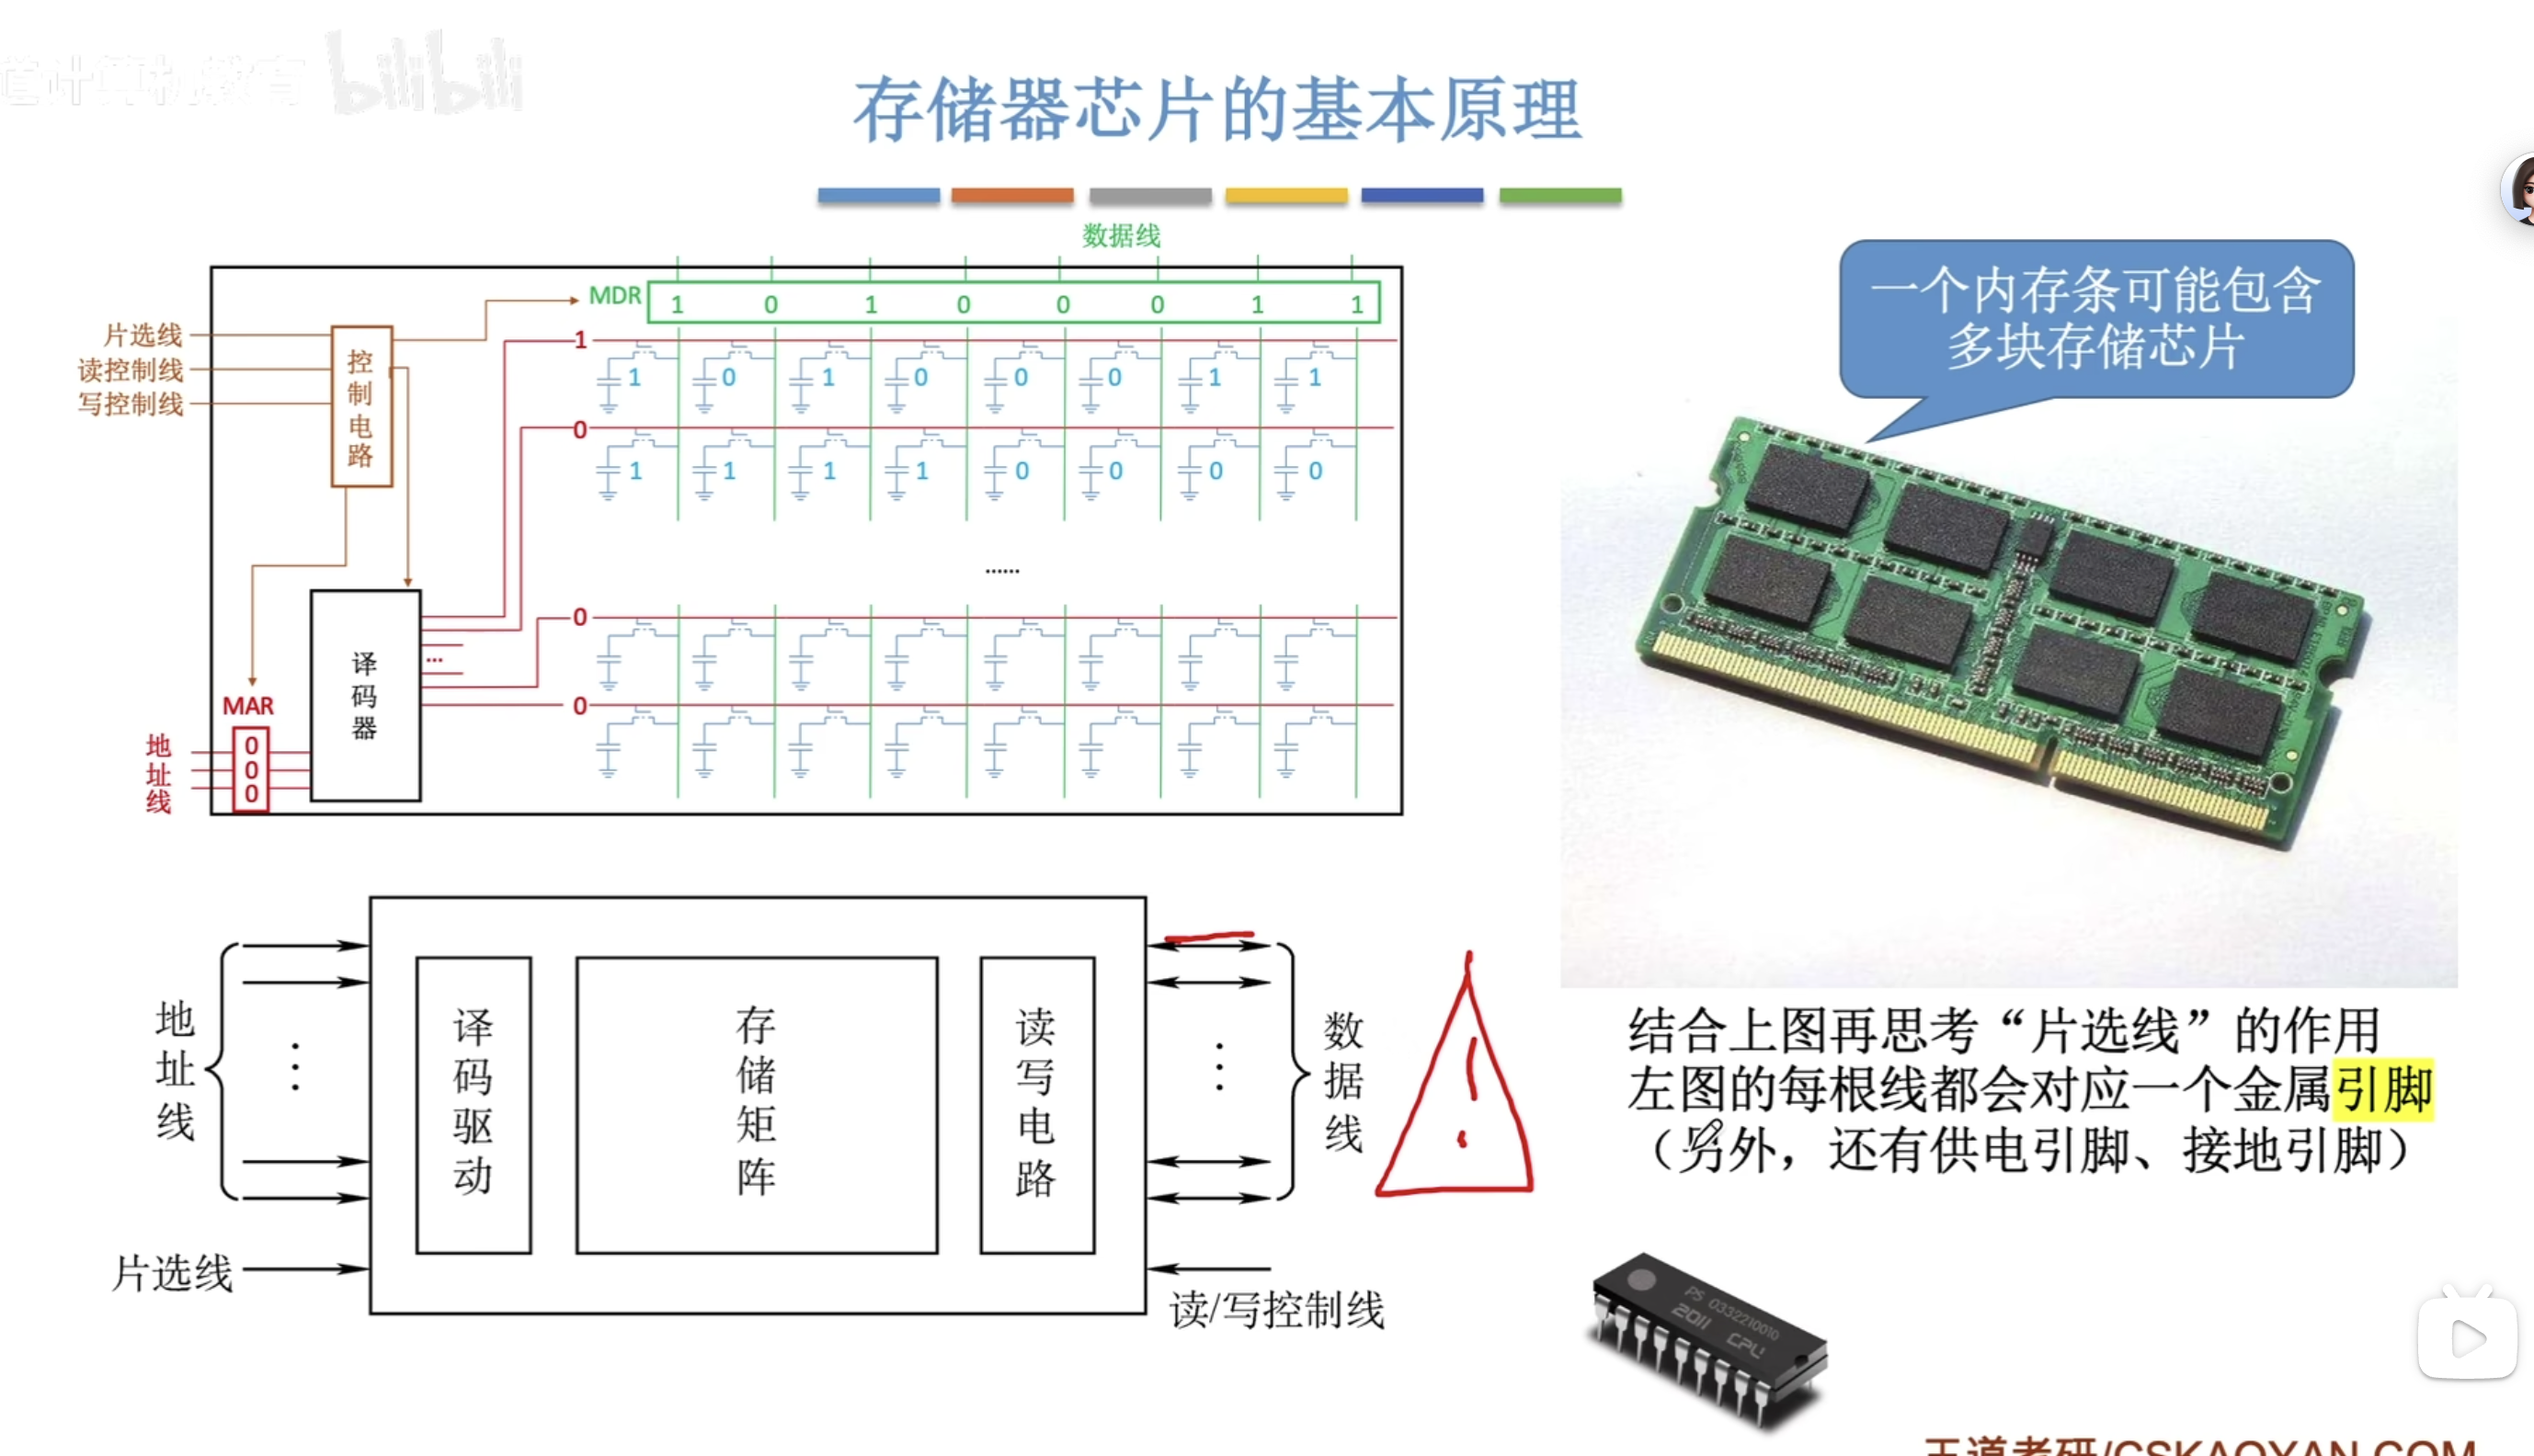 道计算机教育 bilibili
存储器芯片的基本原理
数据线
MDR 1 0 1 0 0 0 1 1
片选线
读控制线
写控制线
控制电路
1
1 0 1 0 0 0 1 1
0
1 1 1 1 0 0 0 0
......
0
0
...
译码器
MAR
0
0
0
地址线
一个内存条可能包含
多块存储芯片
地址线
译码驱动
存储矩阵
读写电路
数据线
片选线
读/写控制线
结合上图再思考“片选线”的作用
左图的每根线都会对应一个金属引脚
（另外，还有供电引脚、接地引脚）
PS 0332210010
2011 CPU
王道考研/CSKAOYAN.COM